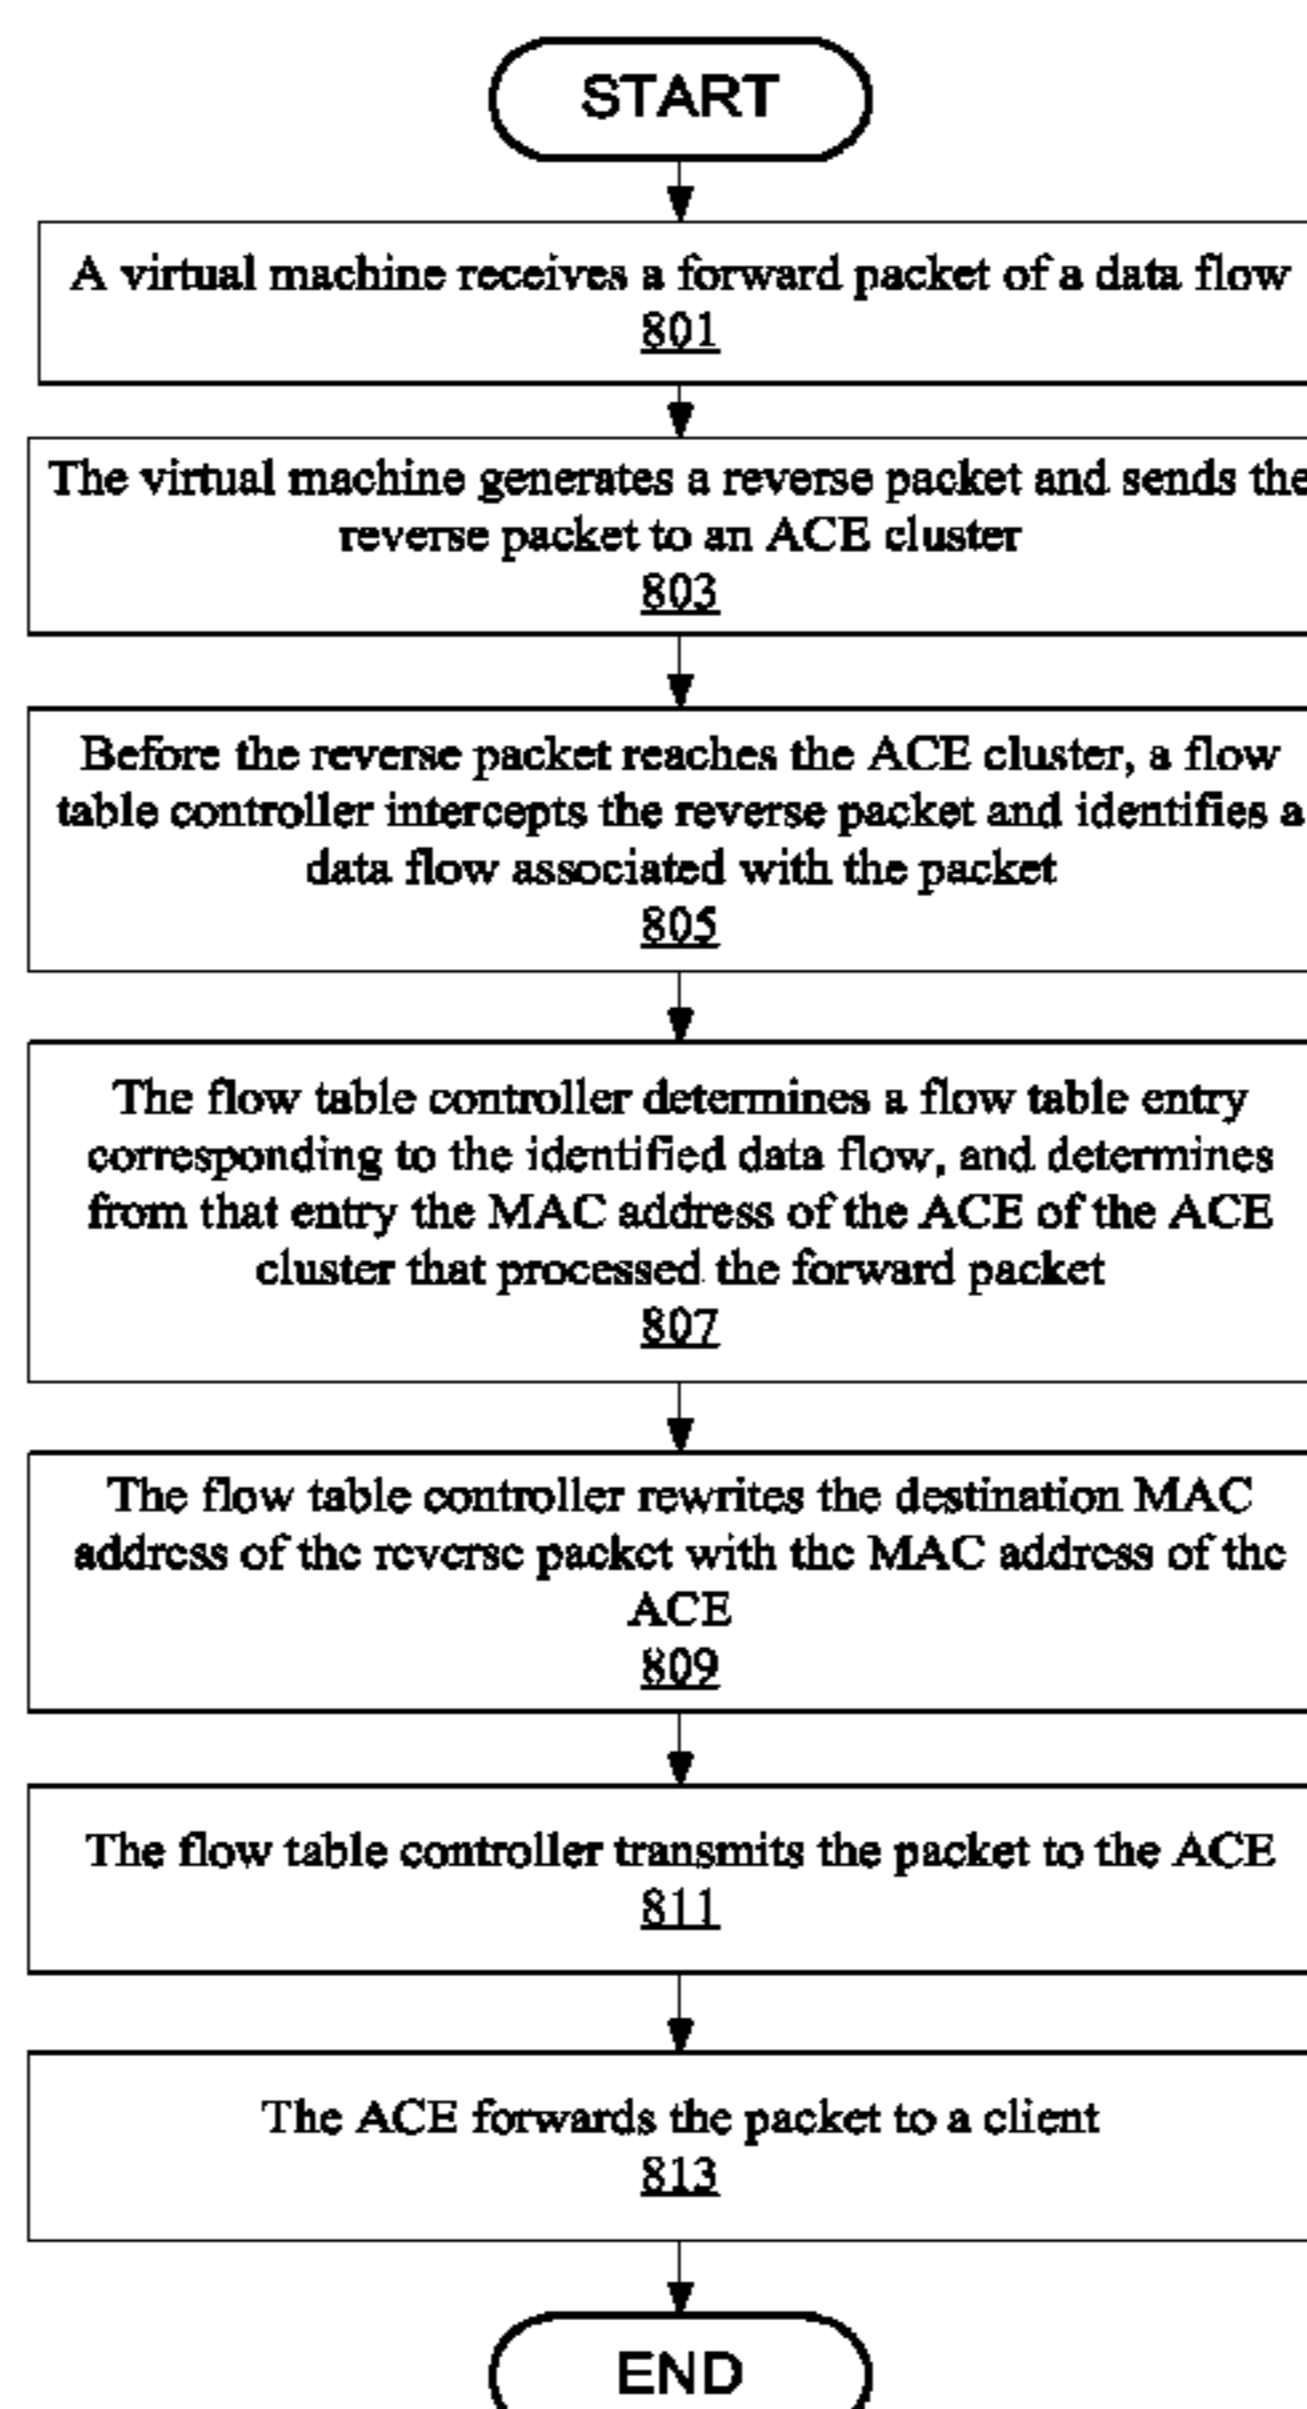 START
A virtual machine receives a forward packet of a data flow
801
The virtual machine generates a reverse packet and sends the
reverse packet to an ACE cluster
803
Before the reverse packet reaches the ACE cluster, a flow
table controller intercepts the reverse packet and identifies a
data flow associated with the packet
805
The flow table controller determines a flow table entry
corresponding to the identified data flow, and determines
from that entry the MAC address of the ACE of the ACE
cluster that processed the forward packet
807
The flow table controller rewrites the destination MAC
address of the reverse packet with the MAC address of the
ACE
809
The flow table controller transmits the packet to the ACE
811
The ACE forwards the packet to a client
813
END